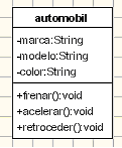 automobil
-marca:String
-modelo:String
-color:String
+frenar():void
+acelerar():void
+retroceder():void